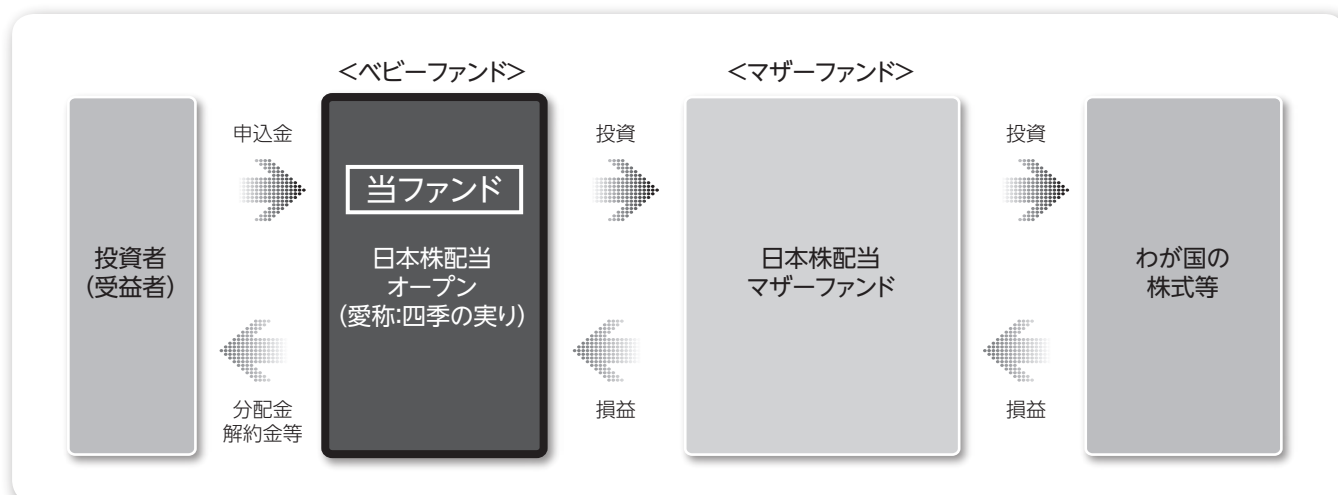 <ベビーファンド>
<マザーファンド>
投資者
(受益者)
申込金
分配金
解約金等
当ファンド
日本株配当
オープン
(愛称:四季の実り)
投資
損益
日本株配当
マザーファンド
投資
損益
わが国の
株式等